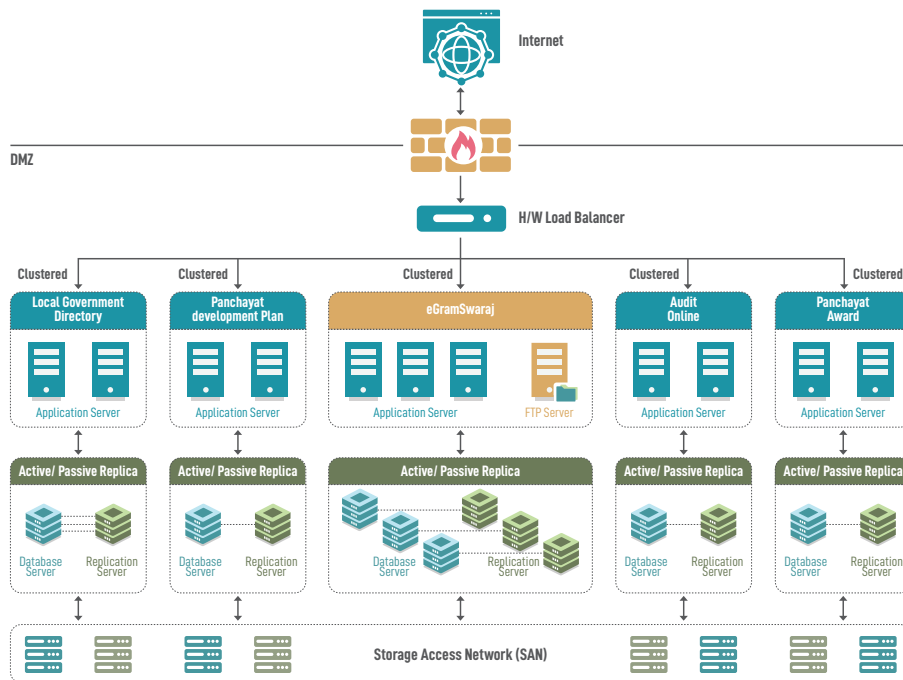 Internet
DMZ
H/W Load Balancer
Clustered
Clustered
Clustered
Clustered
Clustered
Local Government
Directory
Panchayat
development Plan
eGramSwaraj
Audit
Online
Panchayat
Award
Application Server
Application Server
Application Server
FTP Server
Application Server
Application Server
Active/ Passive Replica
Active/ Passive Replica
Active/ Passive Replica
Active/ Passive Replica
Active/ Passive Replica
Database
Server
Replication
Server
Database
Server
Replication
Server
Database
Server
Replication
Server
Database
Server
Replication
Server
Database
Server
Replication
Server
Storage Access Network (SAN)